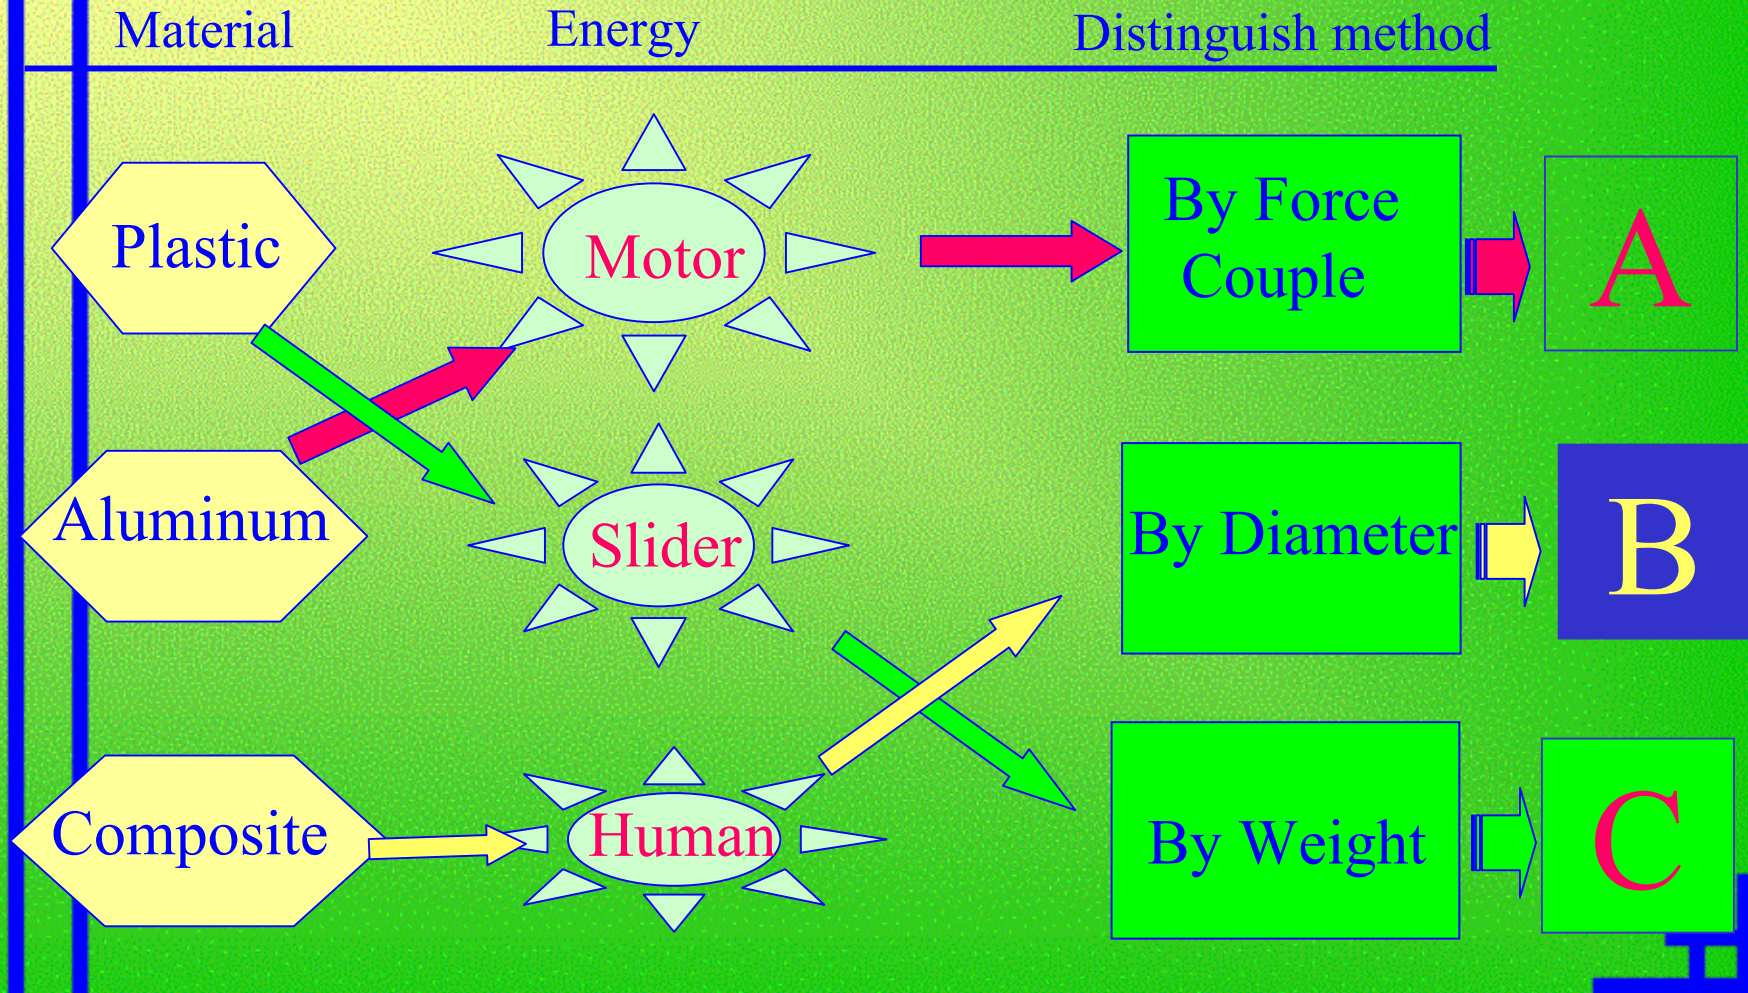 Material
Energy
Distinguish method
Plastic
Motor
By Force
Couple
A
Aluminum
Slider
By Diameter
B
Composite
Human
By Weight
C